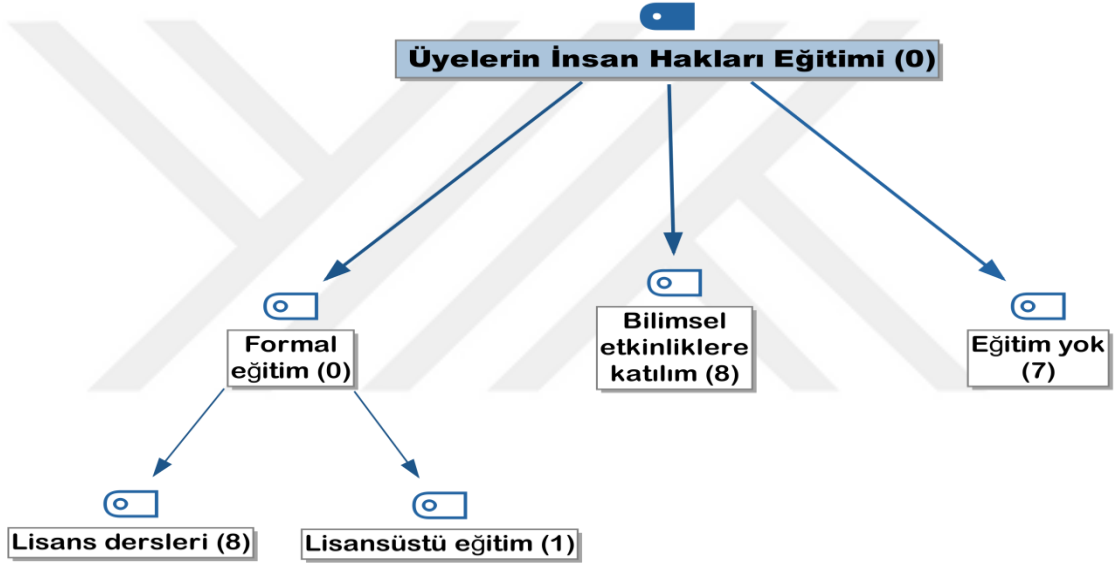 Üyelerin İnsan Hakları Eğitimi (0)
Formal
eğitim (0)
Bilimsel
etkinliklere
katılım (8)
Eğitim yok
(7)
Lisans dersleri (8)
Lisansüstü eğitim (1)